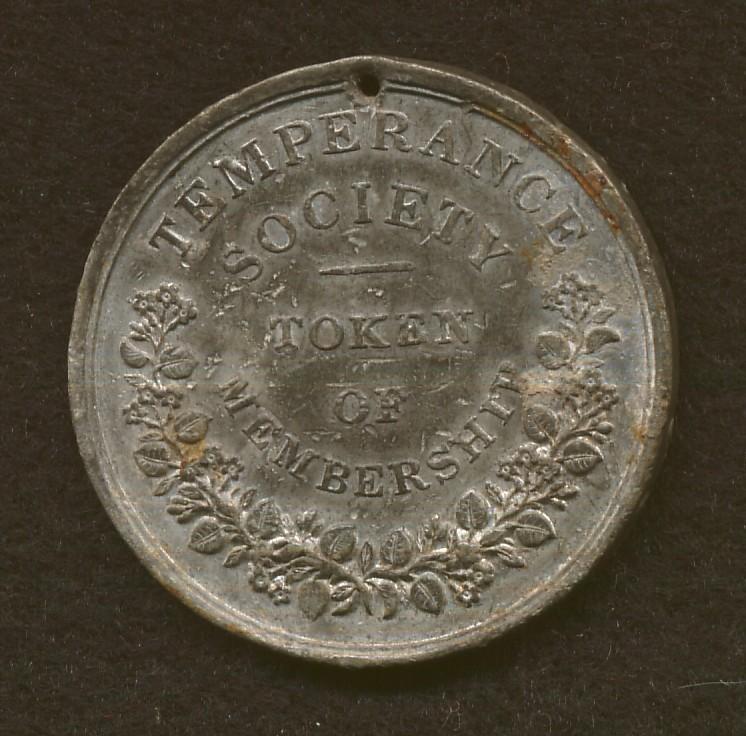 TEMPERANCE
SOCIETY
TOKEN
OF
MEMBERSHIP